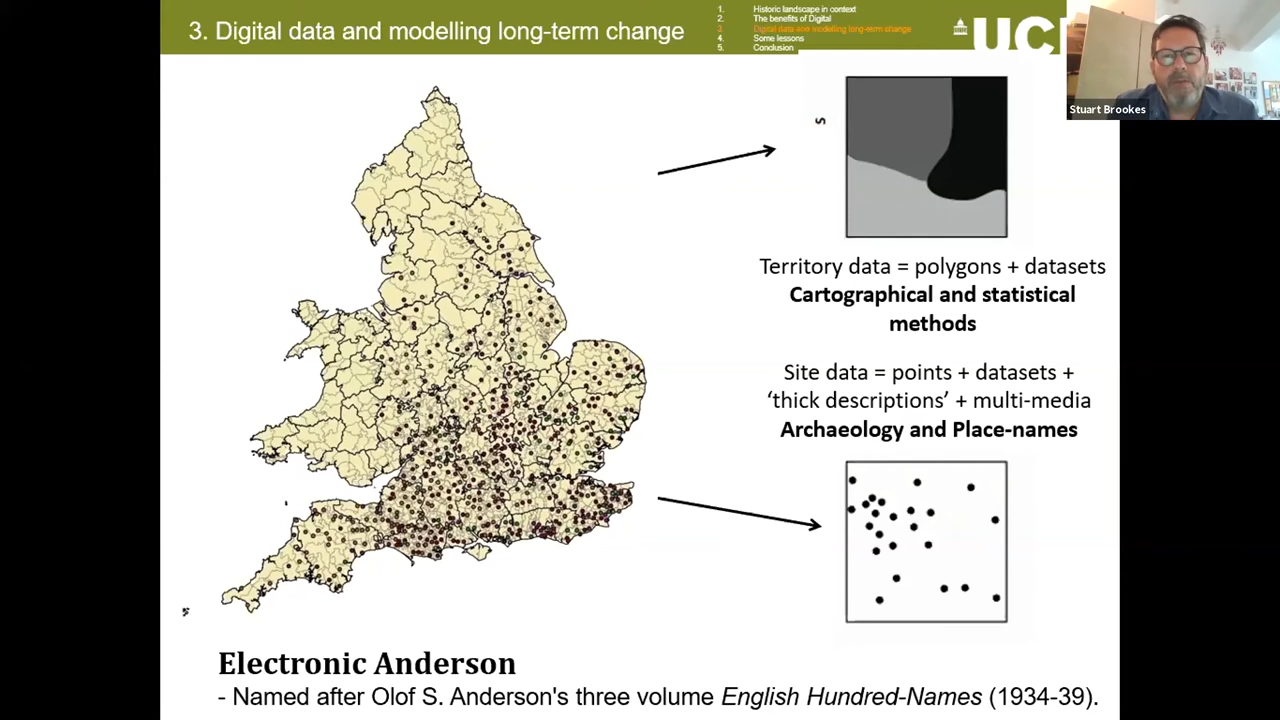 3. Digital data and modelling long-term change
1. Historic landscape in context
2. The benefits of Digital
3. Digital data and modelling long-term change
4. Some lessons
5. Conclusion
UCL
Stuart Brookes
S
Territory data = polygons + datasets
Cartographical and statistical
methods
Site data = points + datasets +
‘thick descriptions’ + multi-media
Archaeology and Place-names
Electronic Anderson
- Named after Olof S. Anderson's three volume English Hundred-Names (1934-39).